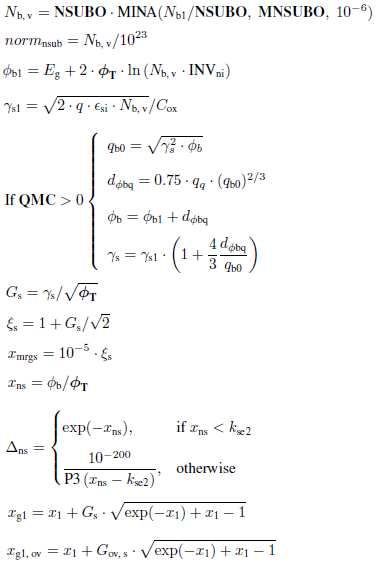 N_{b,v} = NSUBO · MINA(N_{b1}/NSUBO, MNSUBO, 10^{-6})
norm_{nsub} = N_{b,v}/10^{23}
ϕ_{b1} = E_g + 2 · ϕ_T · ln (N_{b,v} · INV_{ni})
γ_{s1} = √(2 · q · ϵ_{si} · N_{b,v})/C_{ox}
If QMC > 0 {
q_{b0} = √(γ_s^2 · ϕ_b)
d_{ϕbq} = 0.75 · q_q · (q_{b0})^{2/3}
ϕ_b = ϕ_{b1} + d_{ϕbq}
γ_s = γ_{s1} · (1 + \frac{4}{3} \frac{d_{ϕbq}}{q_{b0}})
G_s = γ_s/√ϕ_T
ξ_s = 1 + G_s/√2
x_{mrgs} = 10^{-5} · ξ_s
x_{ns} = ϕ_b/ϕ_T
Δ_{ns} = {
exp(−x_{ns}), if x_{ns} < k_{se2}
\frac{10^{-200}}{P3 (x_{ns} − k_{se2})}, otherwise
x_{g1} = x_1 + G_s · √(exp(−x_1) + x_1 − 1)
x_{g1,ov} = x_1 + G_{ov,s} · √(exp(−x_1) + x_1 − 1)